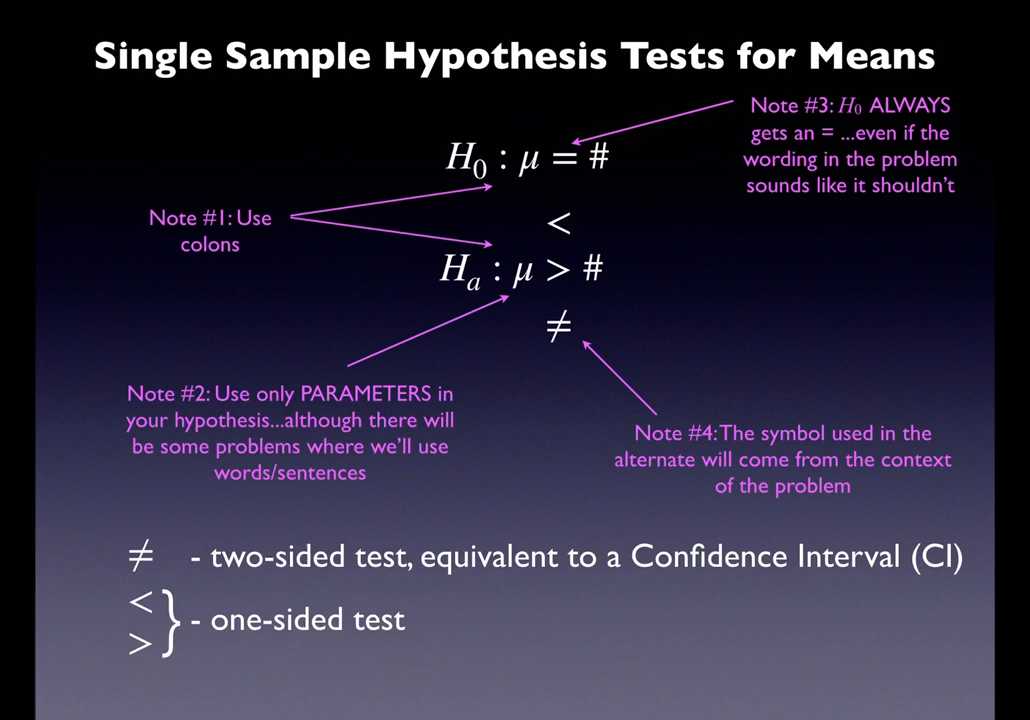 Single Sample Hypothesis Tests for Means
Note #3: H₀ ALWAYS
gets an = ...even if the
wording in the problem
sounds like it shouldn't
H₀ : μ = #
Note #1: Use
colons
<
Hₐ : μ > #
≠
Note #2: Use only PARAMETERS in
your hypothesis...although there will
be some problems where we'll use
words/sentences
Note #4: The symbol used in the
alternate will come from the context
of the problem
≠ - two-sided test, equivalent to a Confidence Interval (CI)
<
} - one-sided test
>